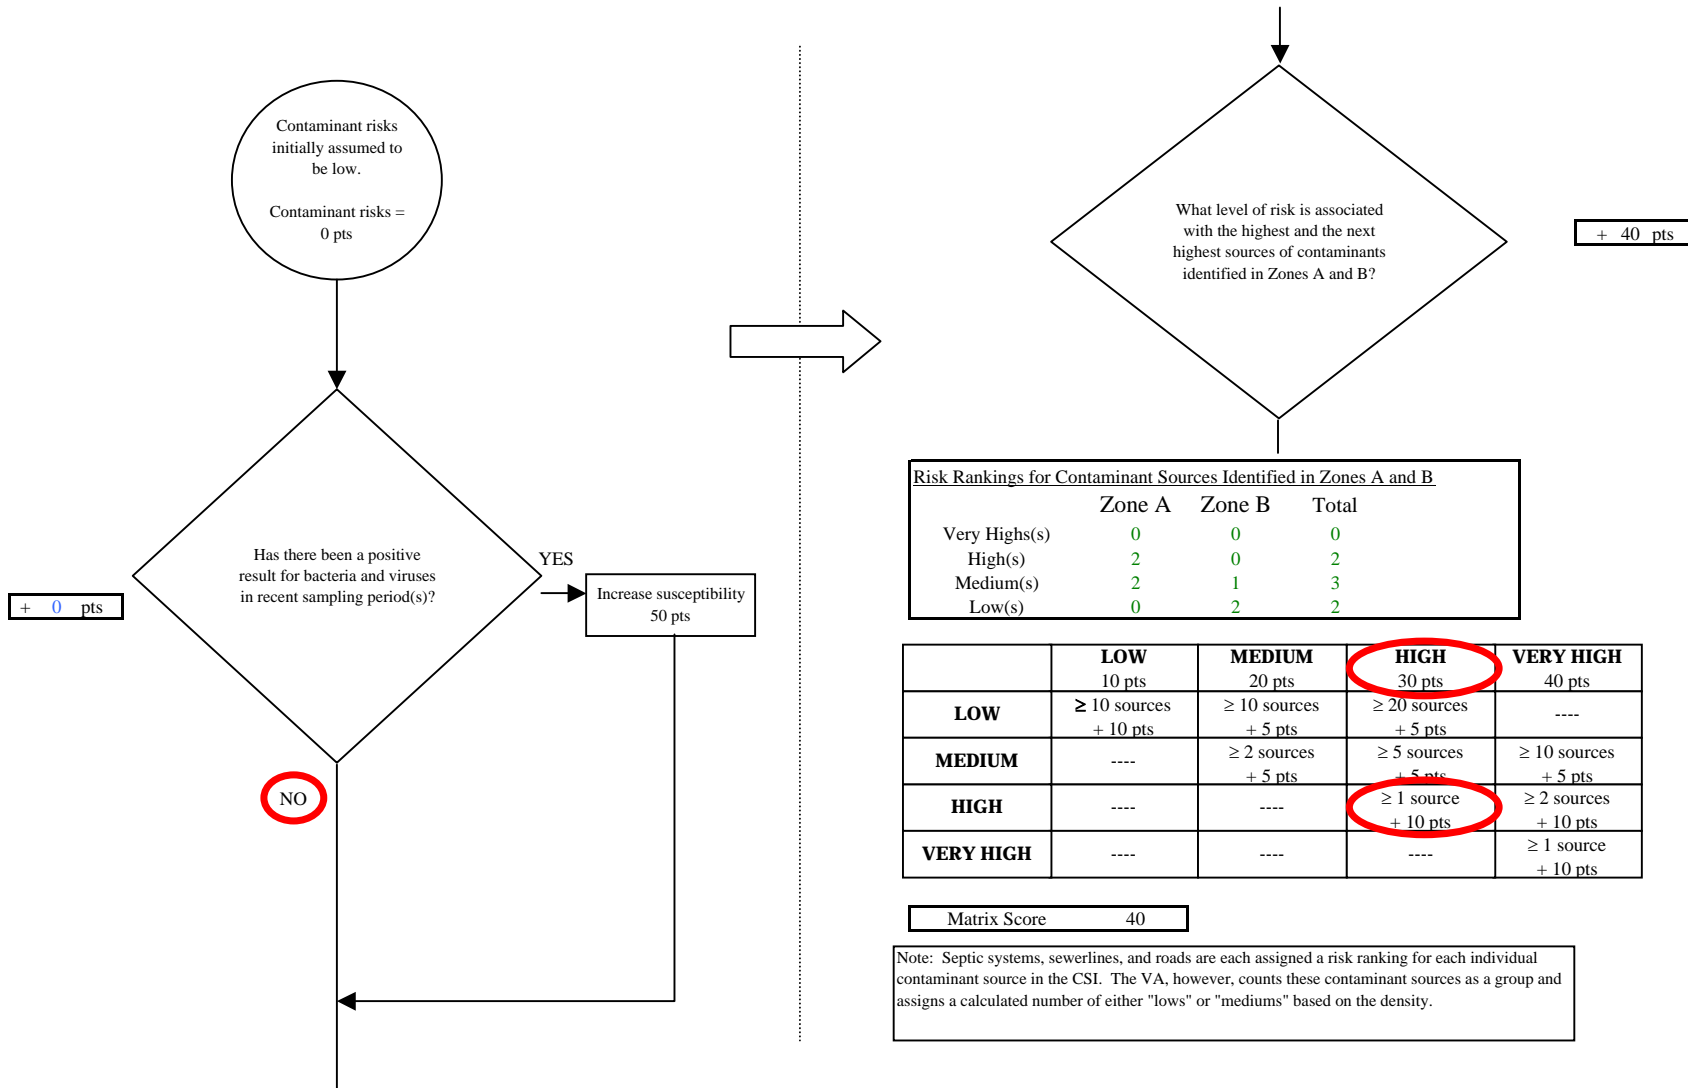 Contaminant risks
initially assumed to
be low.
Contaminant risks =
0 pts
Has there been a positive
result for bacteria and viruses
in recent sampling period(s)?
+ 0 pts
YES
Increase susceptibility
50 pts
NO
What level of risk is associated
with the highest and the next
highest sources of contaminants
identified in Zones A and B?
+ 40 pts
Risk Rankings for Contaminant Sources Identified in Zones A and B
Zone A Zone B Total
Very Highs(s) 0 0 0
High(s) 2 0 2
Medium(s) 2 1 3
Low(s) 0 2 2
LOW MEDIUM HIGH VERY HIGH
10 pts 20 pts 30 pts 40 pts
LOW ≥ 10 sources ≥ 10 sources ≥ 20 sources ----
+ 10 pts + 5 pts + 5 pts
MEDIUM ---- ≥ 2 sources ≥ 5 sources ≥ 10 sources
+ 5 pts + 5 pts + 5 pts
HIGH ---- ---- ≥ 1 source ≥ 2 sources
+ 10 pts + 10 pts
VERY HIGH ---- ---- ---- ≥ 1 source
+ 10 pts
Matrix Score 40
Note: Septic systems, sewerlines, and roads are each assigned a risk ranking for each individual
contaminant source in the CSI. The VA, however, counts these contaminant sources as a group and
assigns a calculated number of either "lows" or "mediums" based on the density.